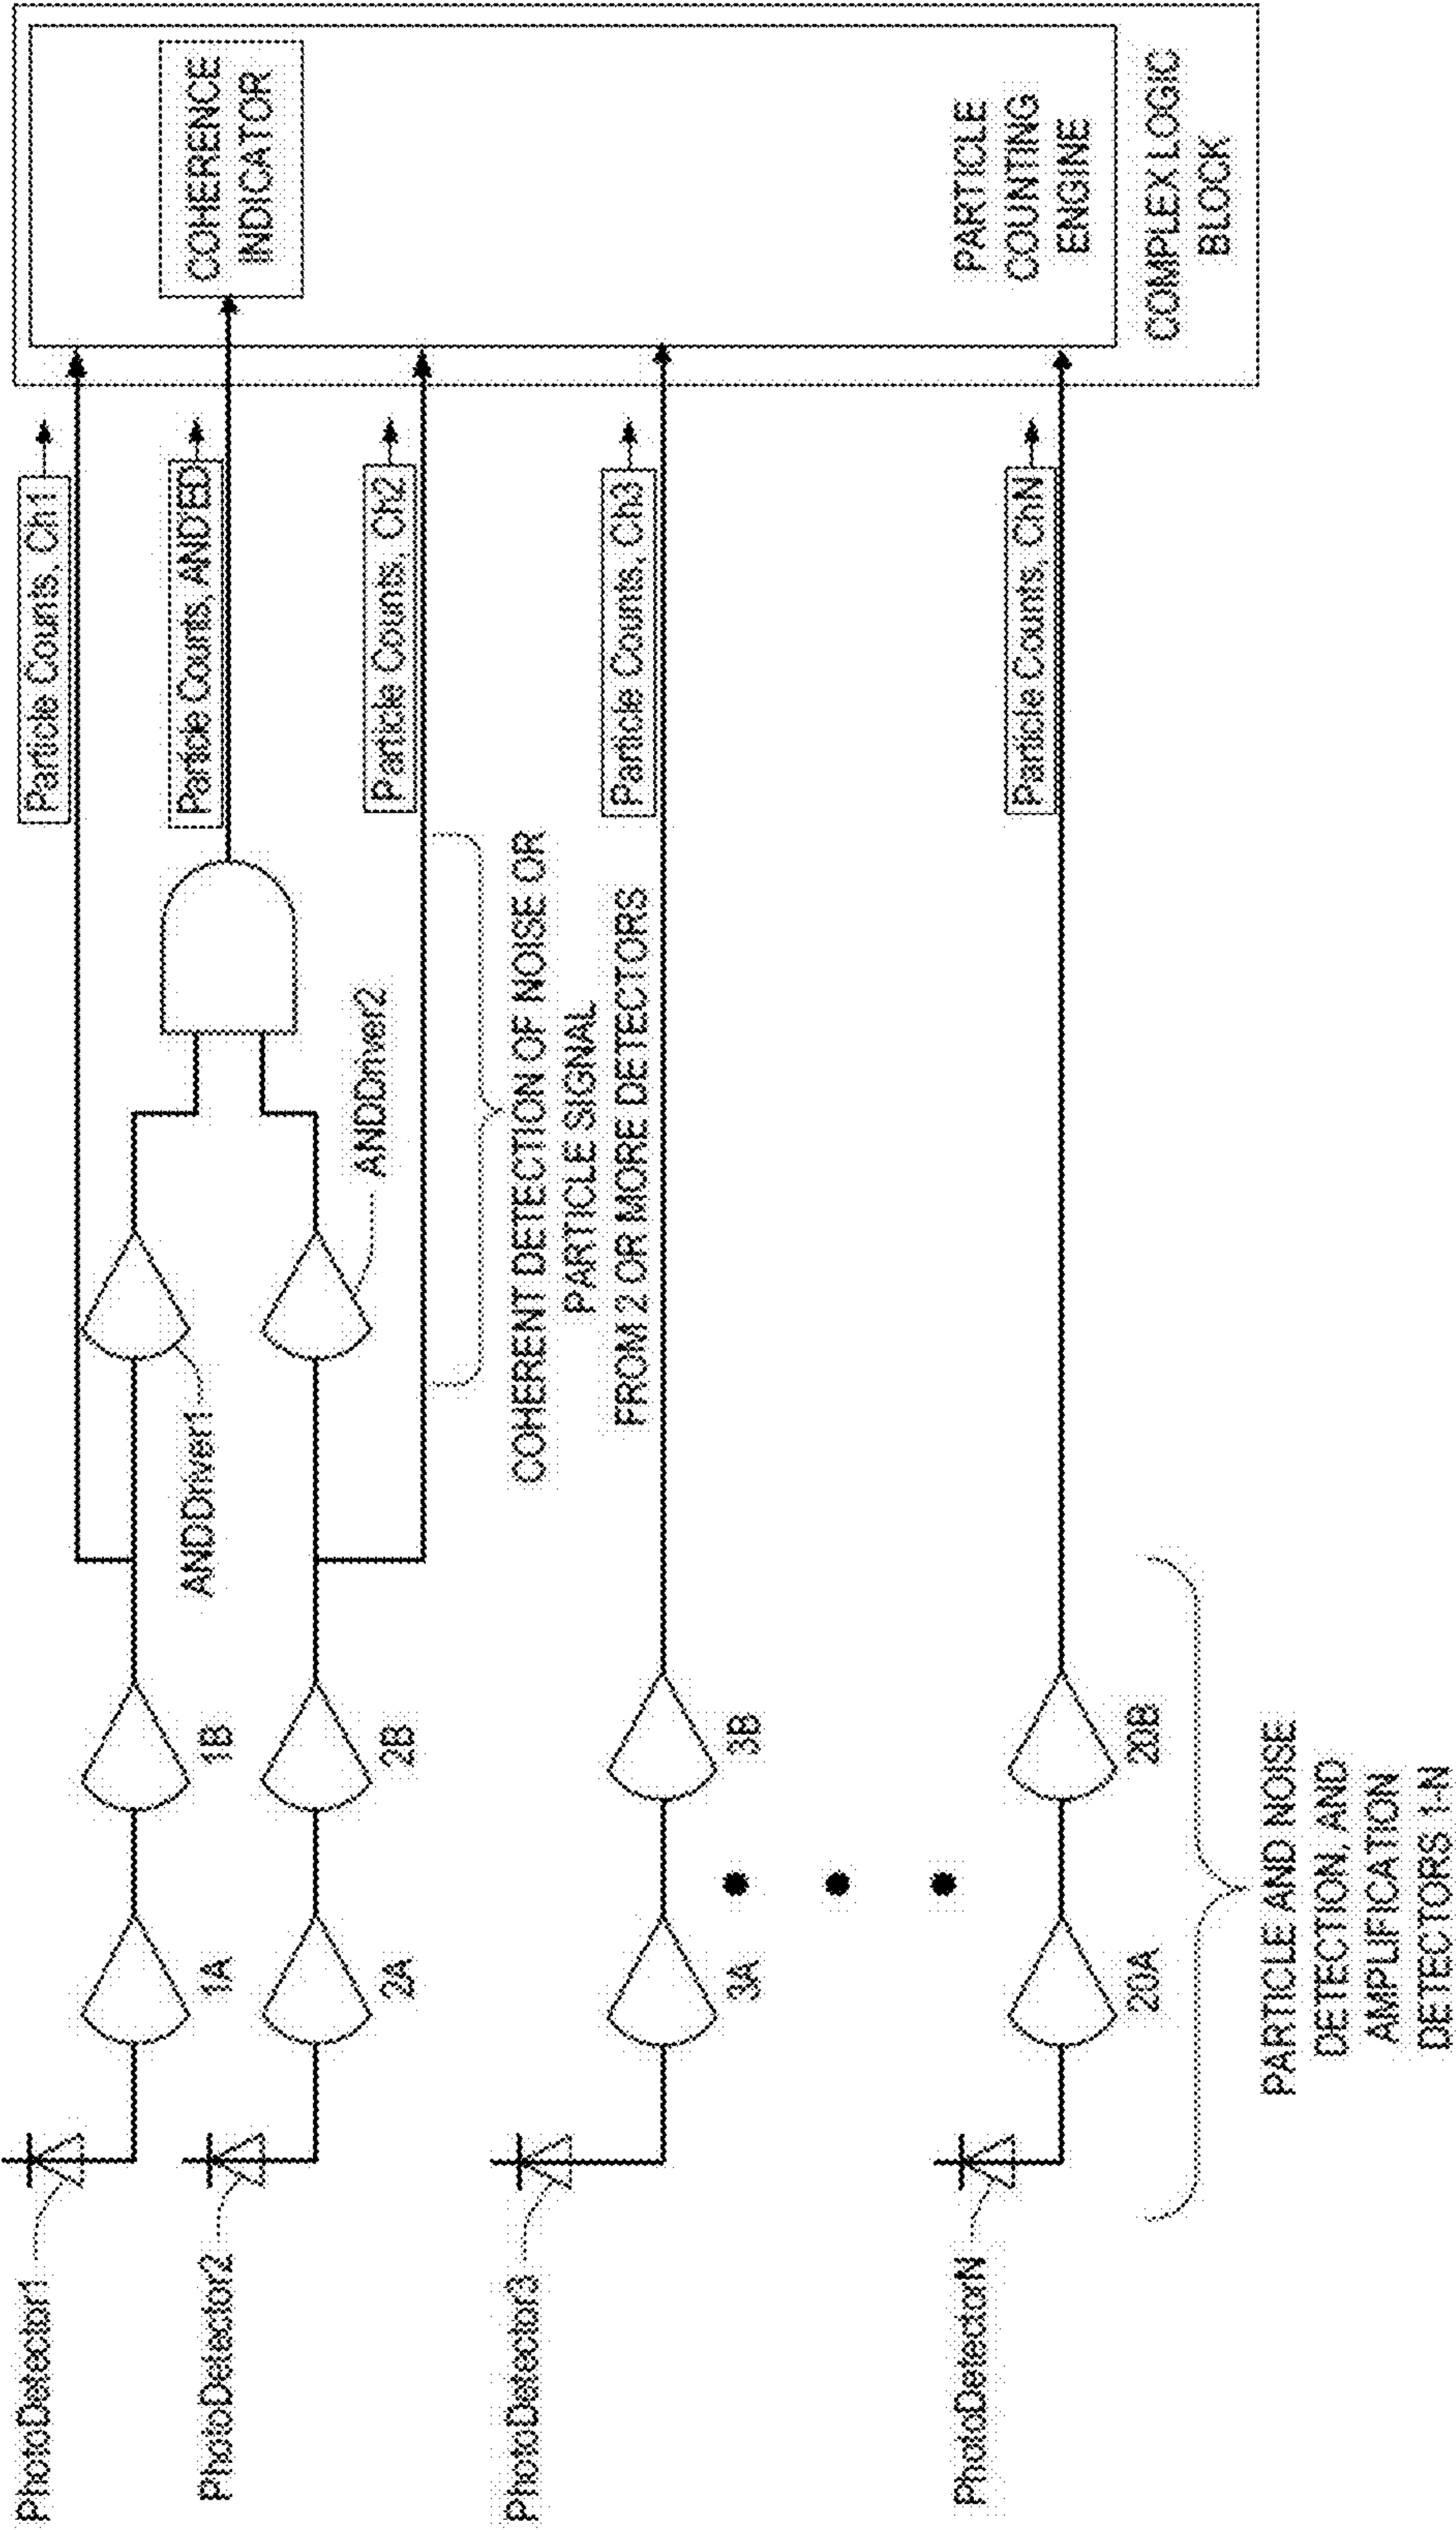 PhotoDetector1
PhotoDetector2
PhotoDetector3
PhotoDetectorN
1A
2A
3A
20A
1B
2B
3B
20B
PARTICLE AND NOISE
DETECTION, AND
AMPLIFICATION
DETECTORS 1-N
ANDDriver1
ANDDriver2
COHERENT DETECTION OF NOISE OR
PARTICLE SIGNAL
FROM 2 OR MORE DETECTORS
Particle Counts, Ch1
Particle Counts, ANDED
Particle Counts, Ch2
Particle Counts, Ch3
Particle Counts, ChN
COHERENCE
INDICATOR
PARTICLE
COUNTING
ENGINE
COMPLEX LOGIC
BLOCK